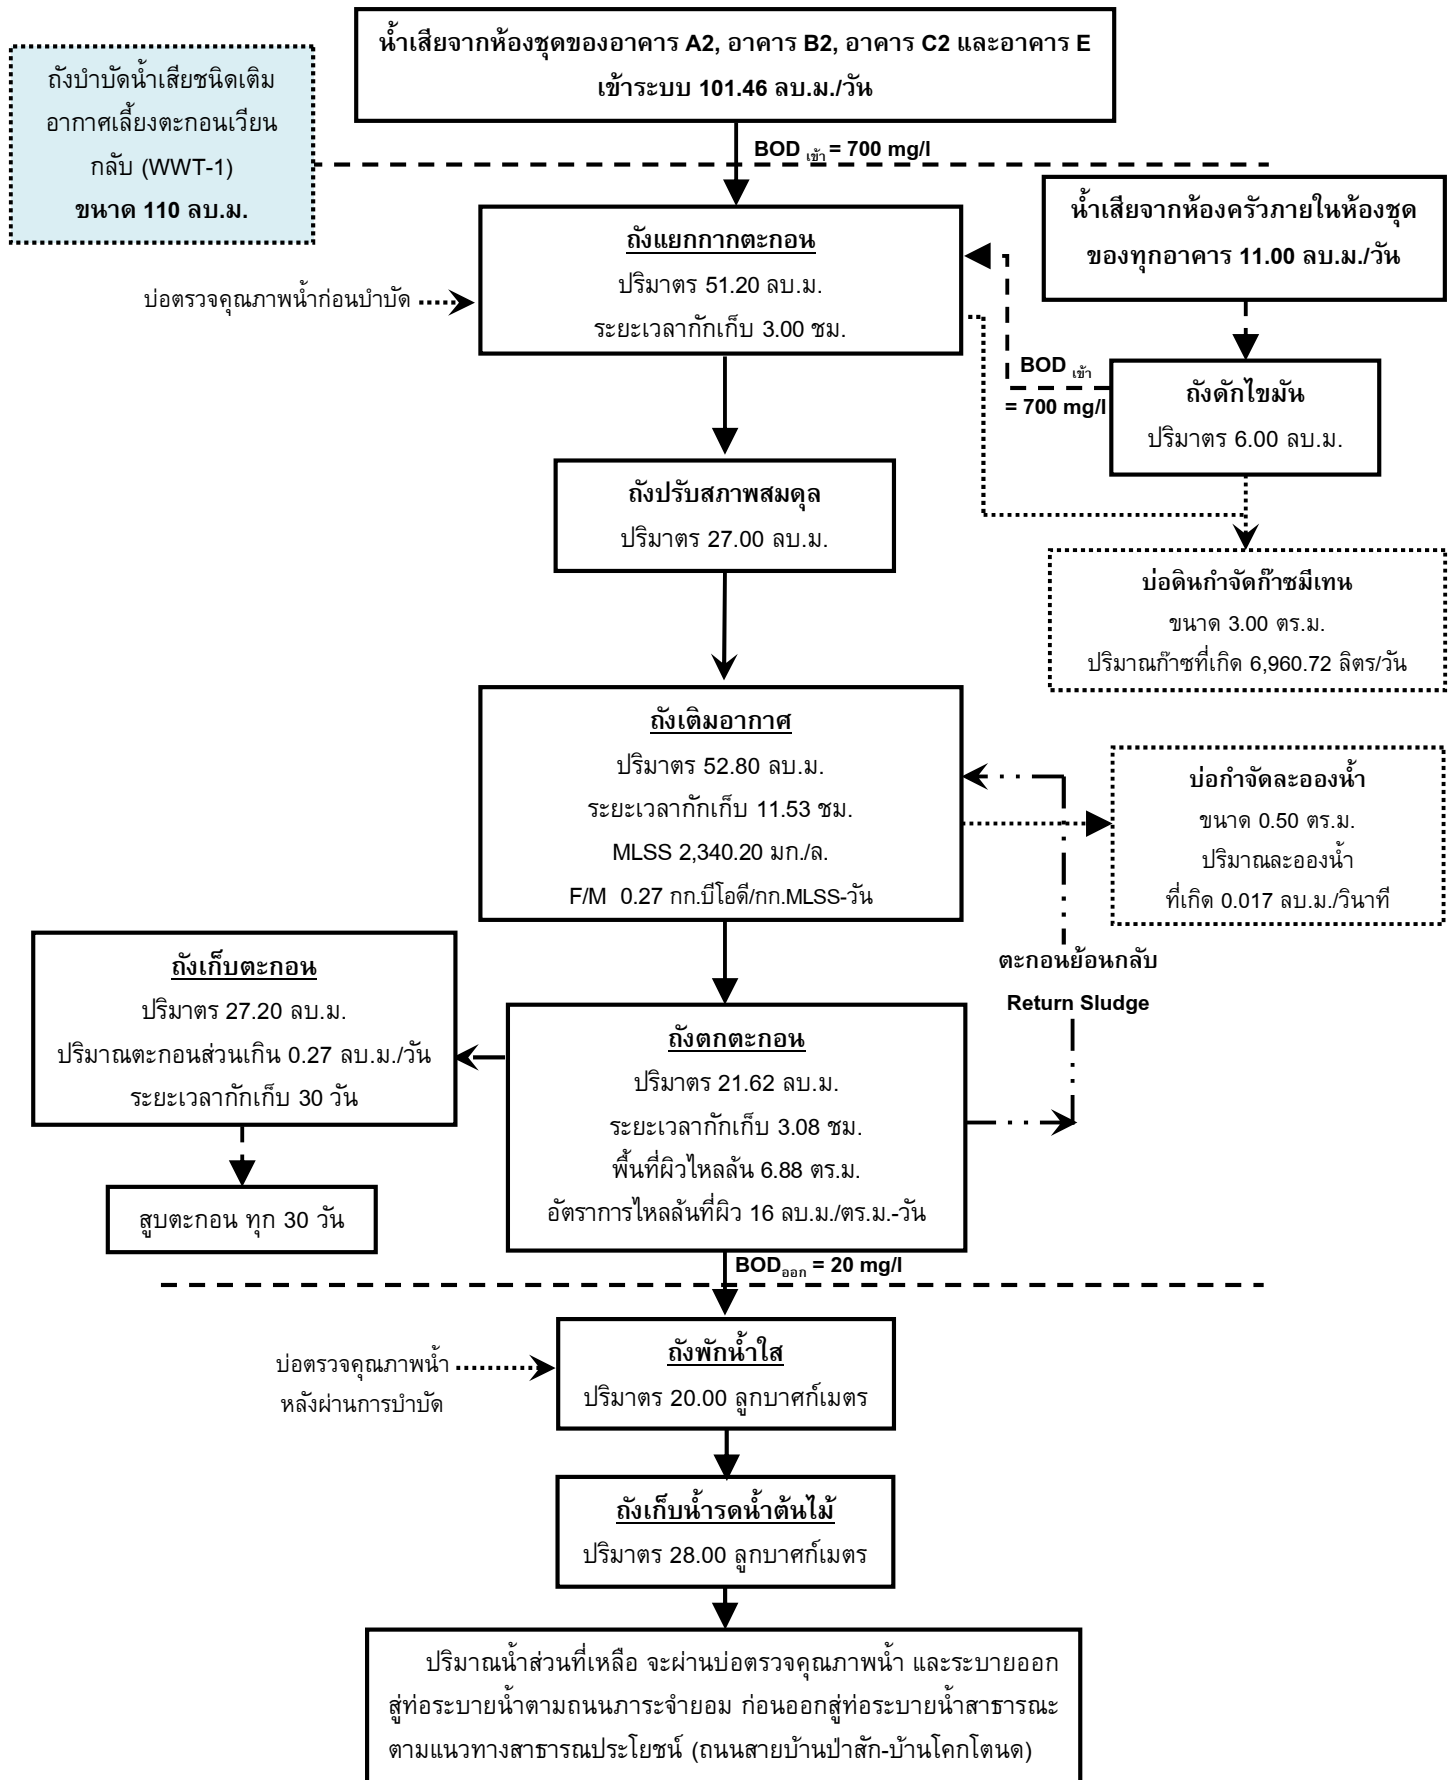 น้ำเสียจากห้องชุดของอาคาร A2, อาคาร B2, อาคาร C2 และอาคาร E
เข้าระบบ 101.46 ลบ.ม./วัน
ถังบำบัดน้ำเสียชนิดเติม
อากาศเลี้ยงตะกอนเวียน
กลับ (WWT-1)
ขนาด 110 ลบ.ม.
BOD เข้า = 700 mg/l
น้ำเสียจากห้องครัวภายในห้องชุด
ของทุกอาคาร 11.00 ลบ.ม./วัน
ถังแยกกากตะกอน
ปริมาตร 51.20 ลบ.ม.
ระยะเวลากักเก็บ 3.00 ชม.
บ่อตรวจคุณภาพน้ำก่อนบำบัด
BOD เข้า
= 700 mg/l
ถังดักไขมัน
ปริมาตร 6.00 ลบ.ม.
ถังปรับสภาพสมดุล
ปริมาตร 27.00 ลบ.ม.
บ่อดินกำจัดก๊าซมีเทน
ขนาด 3.00 ตร.ม.
ปริมาณก๊าซที่เกิด 6,960.72 ลิตร/วัน
ถังเติมอากาศ
ปริมาตร 52.80 ลบ.ม.
ระยะเวลากักเก็บ 11.53 ชม.
MLSS 2,340.20 มก./ล.
F/M 0.27 กก.บีโอดี/กก.MLSS-วัน
บ่อกำจัดละอองน้ำ
ขนาด 0.50 ตร.ม.
ปริมาณละอองน้ำ
ที่เกิด 0.017 ลบ.ม./วินาที
ตะกอนย้อนกลับ
Return Sludge
ถังเก็บตะกอน
ปริมาตร 27.20 ลบ.ม.
ปริมาณตะกอนส่วนเกิน 0.27 ลบ.ม./วัน
ระยะเวลากักเก็บ 30 วัน
สูบตะกอน ทุก 30 วัน
ถังตกตะกอน
ปริมาตร 21.62 ลบ.ม.
ระยะเวลากักเก็บ 3.08 ชม.
พื้นที่ผิวไหลล้น 6.88 ตร.ม.
อัตราการไหลล้นที่ผิว 16 ลบ.ม./ตร.ม.-วัน
BODออก = 20 mg/l
บ่อตรวจคุณภาพน้ำ
หลังผ่านการบำบัด
ถังพักน้ำใส
ปริมาตร 20.00 ลูกบาศก์เมตร
ถังเก็บน้ำรดน้ำต้นไม้
ปริมาตร 28.00 ลูกบาศก์เมตร
ปริมาณน้ำส่วนที่เหลือ จะผ่านบ่อตรวจคุณภาพน้ำ และระบายออก
สู่ท่อระบายน้ำตามถนนภาระจำยอม ก่อนออกสู่ท่อระบายน้ำสาธารณะ
ตามแนวทางสาธารณประโยชน์ (ถนนสายบ้านป่าสัก-บ้านโคกโตนด)